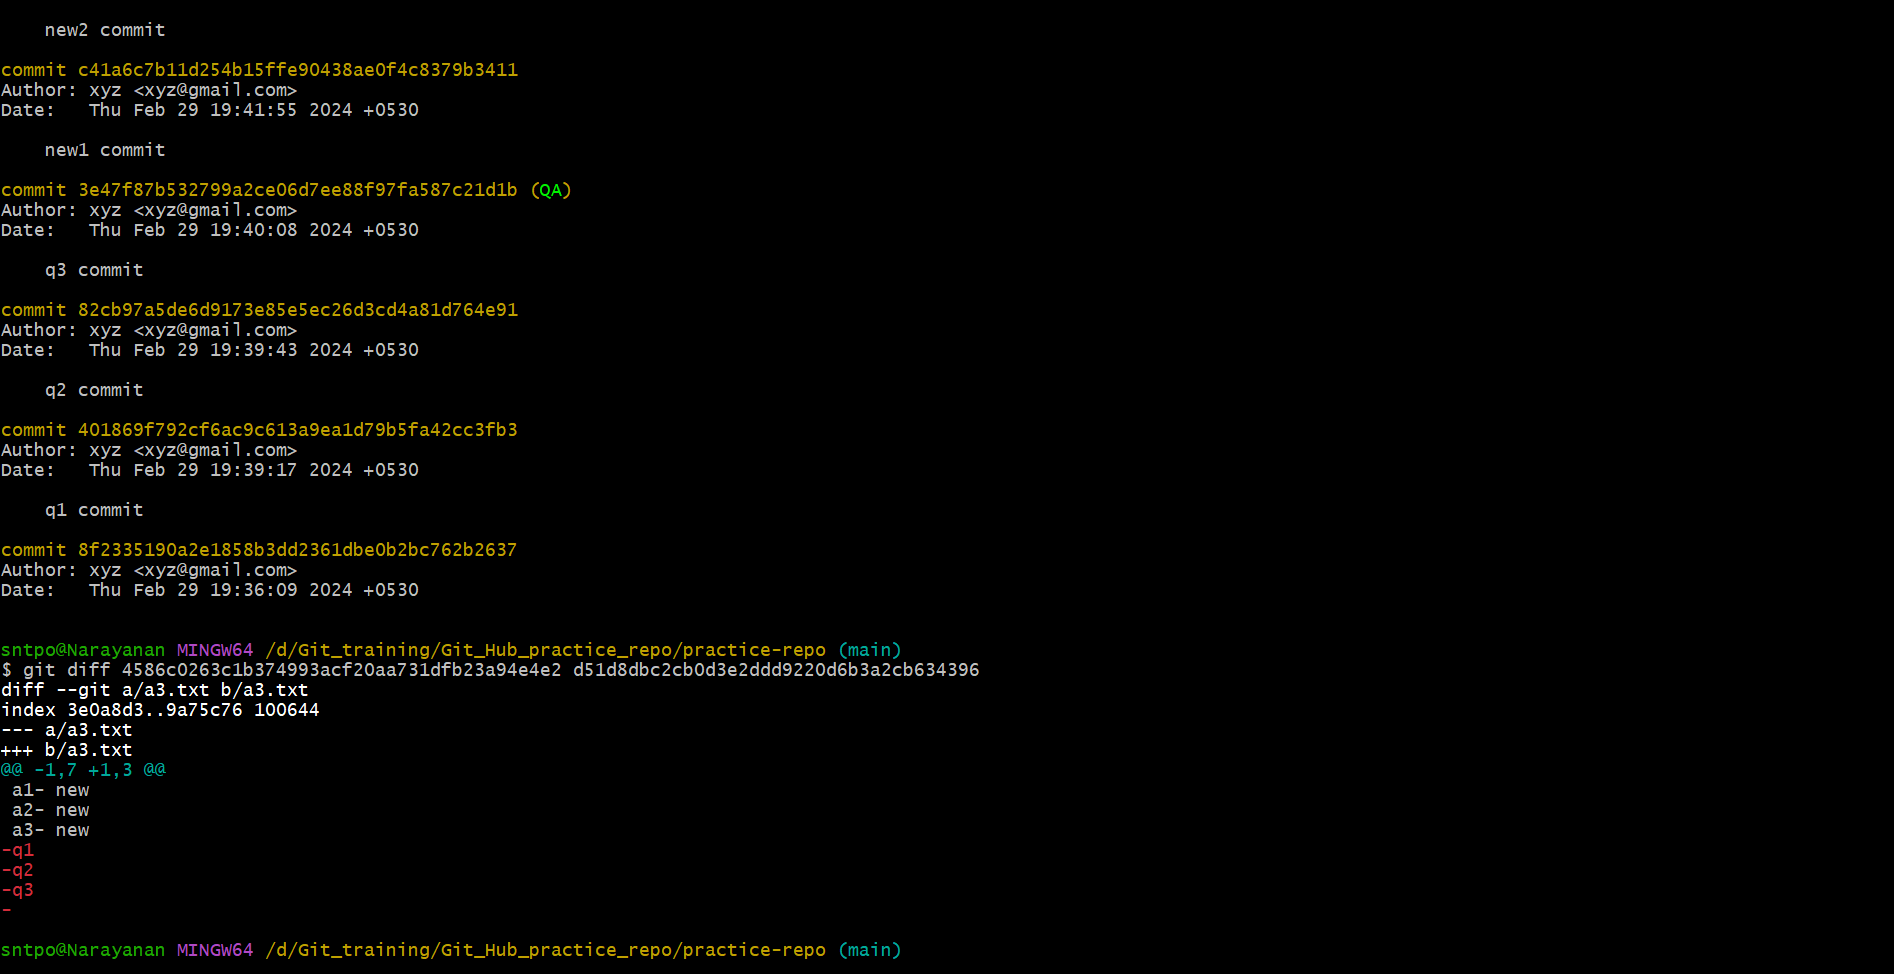 new2 commit
commit c41a6c7b11d254b15ffe90438ae0f4c8379b3411
Author: xyz <xyz@gmail.com>
Date:   Thu Feb 29 19:41:55 2024 +0530
new1 commit
commit 3e47f87b532799a2ce06d7ee88f97fa587c21d1b (QA)
Author: xyz <xyz@gmail.com>
Date:   Thu Feb 29 19:40:08 2024 +0530
q3 commit
commit 82cb97a5de6d9173e85e5ec26d3cd4a81d764e91
Author: xyz <xyz@gmail.com>
Date:   Thu Feb 29 19:39:43 2024 +0530
q2 commit
commit 401869f792cf6ac9c613a9ea1d79b5fa42cc3fb3
Author: xyz <xyz@gmail.com>
Date:   Thu Feb 29 19:39:17 2024 +0530
q1 commit
commit 8f2335190a2e1858b3dd2361dbe0b2bc762b2637
Author: xyz <xyz@gmail.com>
Date:   Thu Feb 29 19:36:09 2024 +0530
sntpo@Narayanan MINGW64 /d/Git_training/Git_Hub_practice_repo/practice-repo (main)
$ git diff 4586c0263c1b374993acf20aa731dfb23a94e4e2 d51d8dbc2cb0d3e2ddd9220d6b3a2cb634396
diff --git a/a3.txt b/a3.txt
index 3e0a8d3..9a75c76 100644
--- a/a3.txt
+++ b/a3.txt
@@ -1,7 +1,3 @@
a1- new
a2- new
a3- new
-q1
-q2
-q3
-
sntpo@Narayanan MINGW64 /d/Git_training/Git_Hub_practice_repo/practice-repo (main)